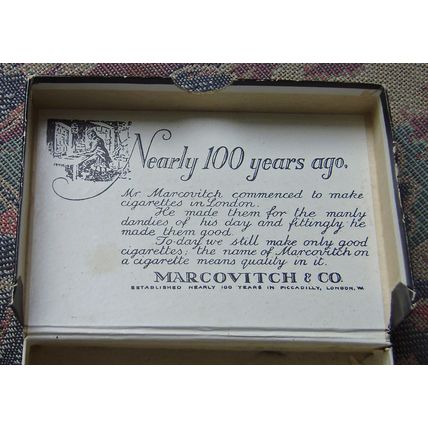 Nearly 100 years ago.
Mr Marcovitch commenced to make
cigarettes in London.
He made them for the manly
dandies of his day and fittingly he
made them good.
To-day we still make only good
cigarettes; the name of Marcovitch on
a cigarette means quality in it.
MARCOVITCH & CO.
ESTABLISHED NEARLY 100 YEARS IN PICCADILLY, LONDON, W.